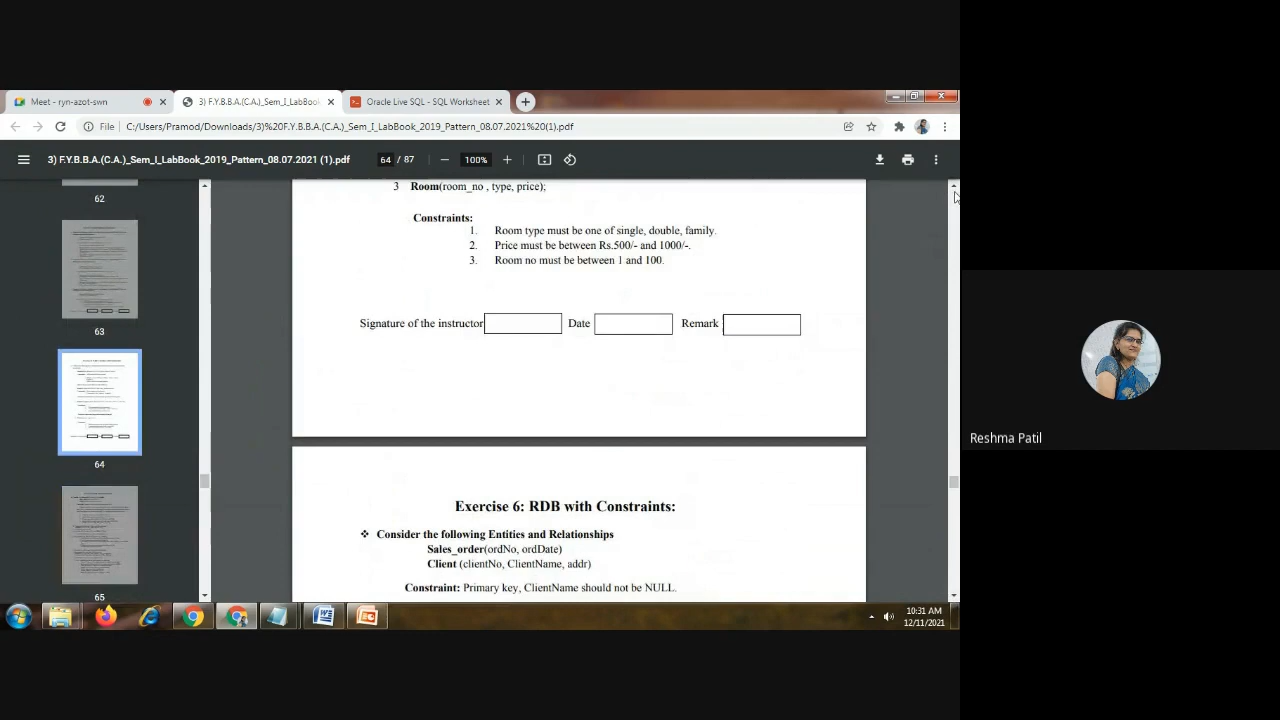 Meet - ryn-azot-swn
3) F.Y.B.B.A.(C.A.)_Sem_I_LabBook
Oracle Live SQL - SQL Worksheet
File
C:/Users/Pramod/Downloads/3)%20F.Y.B.B.A.(C.A.)_Sem_I_LabBook_2019_Pattern_08.07.2021%20(1).pdf
3) F.Y.B.B.A.(C.A.)_Sem_I_LabBook_2019_Pattern_08.07.2021 (1).pdf
64 / 87
100%
62
63
64
65
3 Room(room_no , type, price);
Constraints:
1. Room type must be one of single, double, family.
2. Price must be between Rs.500/- and 1000/-.
3. Room no must be between 1 and 100.
Signature of the instructor Date Remark
Exercise 6: RDB with Constraints:
❖ Consider the following Entities and Relationships
Sales_order(ordNo, ordDate)
Client (clientNo, ClientName, addr)
Constraint: Primary key, ClientName should not be NULL.
Reshma Patil
10:31 AM
12/11/2021